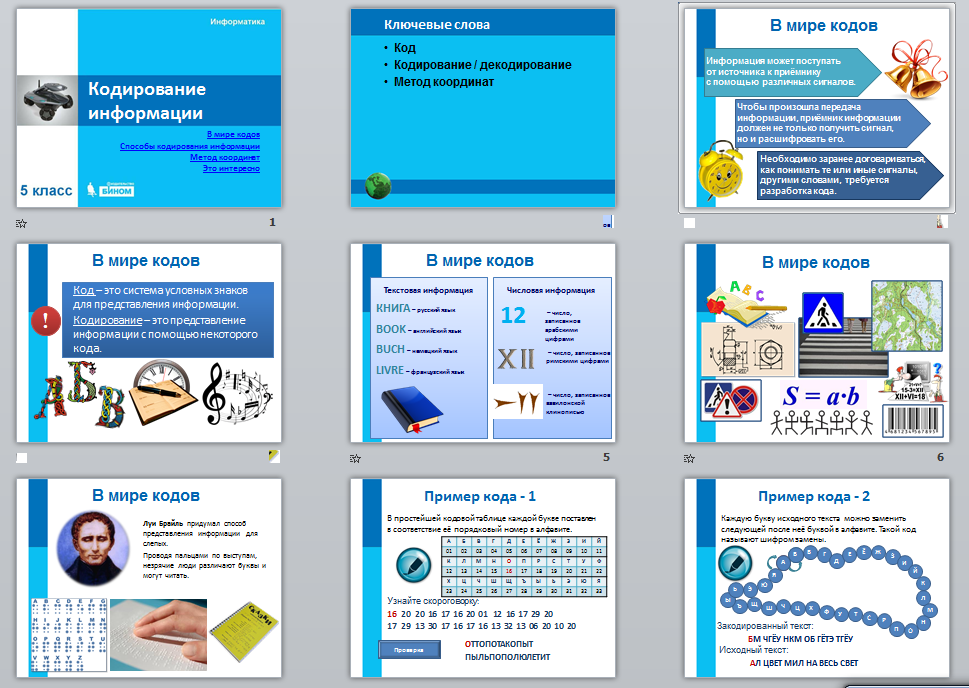 Информатика
Кодирование
информации
В мире кодов
Способы кодирования информации
Метод координат
Это интересно
5 класс
БИНОМ
1
Ключевые слова
• Код
• Кодирование / декодирование
• Метод координат
В мире кодов
Информация может поступать
от источника к приёмнику
с помощью различных сигналов.
Чтобы произошла передача
информации, приёмник информации
должен не только получить сигнал,
но и расшифровать его.
Необходимо заранее договариваться,
как понимать те или иные сигналы,
другими словами, требуется
разработка кода.
В мире кодов
Код – это система условных знаков
для представления информации.
Кодирование – это представление
информации с помощью некоторого
кода.
!
А Б В
В мире кодов
Текстовая информация
КНИГА – русский язык
BOOK – английский язык
BUCH – немецкий язык
LIVRE – французский язык
Числовая информация
12 – число,
записанное
арабскими
цифрами
XII – число, записанное
римскими цифрами
– число, записанное
вавилонской
клинописью
5
В мире кодов
A B C
S = a·b
15-3=XII
XII+VI=18
?
4 681234 567895
6
В мире кодов
Луи Брайль придумал способ
представления информации для
слепых.
Проводя пальцами по выступам,
незрячие люди различают буквы и
могут читать.
A B C D E F G
H I J K L M N
O P Q R S T U
V W X Y Z
Пример кода - 1
В простейшей кодовой таблице каждой букве поставлен
в соответствие её порядковый номер в алфавите.
А Б В Г Д Е Ё Ж З И Й
01 02 03 04 05 06 07 08 09 10 11
К Л М Н О П Р С Т У Ф
12 13 14 15 16 17 18 19 20 21 22
Х Ц Ч Ш Щ Ъ Ы Ь Э Ю Я
23 24 25 26 27 28 29 30 31 32 33
Узнайте скороговорку:
16 20 20 16 17 16 20 01 12 16 17 29 20
17 29 13 30 16 17 16 13 32 13 06 20 10 20
Проверка
ОТТОПОТАКОПЫТ
ПЫЛЬПОПОЛЮЛЕТИТ
Пример кода - 2
Каждую букву исходного текста можно заменить
следующей после неё буквой в алфавите. Такой код
называют шифром замены.
А Б В Г Д Е Ё Ж З И Й К Л М Н О П Р С Т У Ф Х Ц Ч Ш Щ Ъ Ы Ь Э Ю Я
Закодированный текст:
БМ ЧГЁУ НКМ ОБ ГЁТЭ ТГЁУ
Исходный текст:
АЛ ЦВЕТ МИЛ НА ВЕСЬ СВЕТ